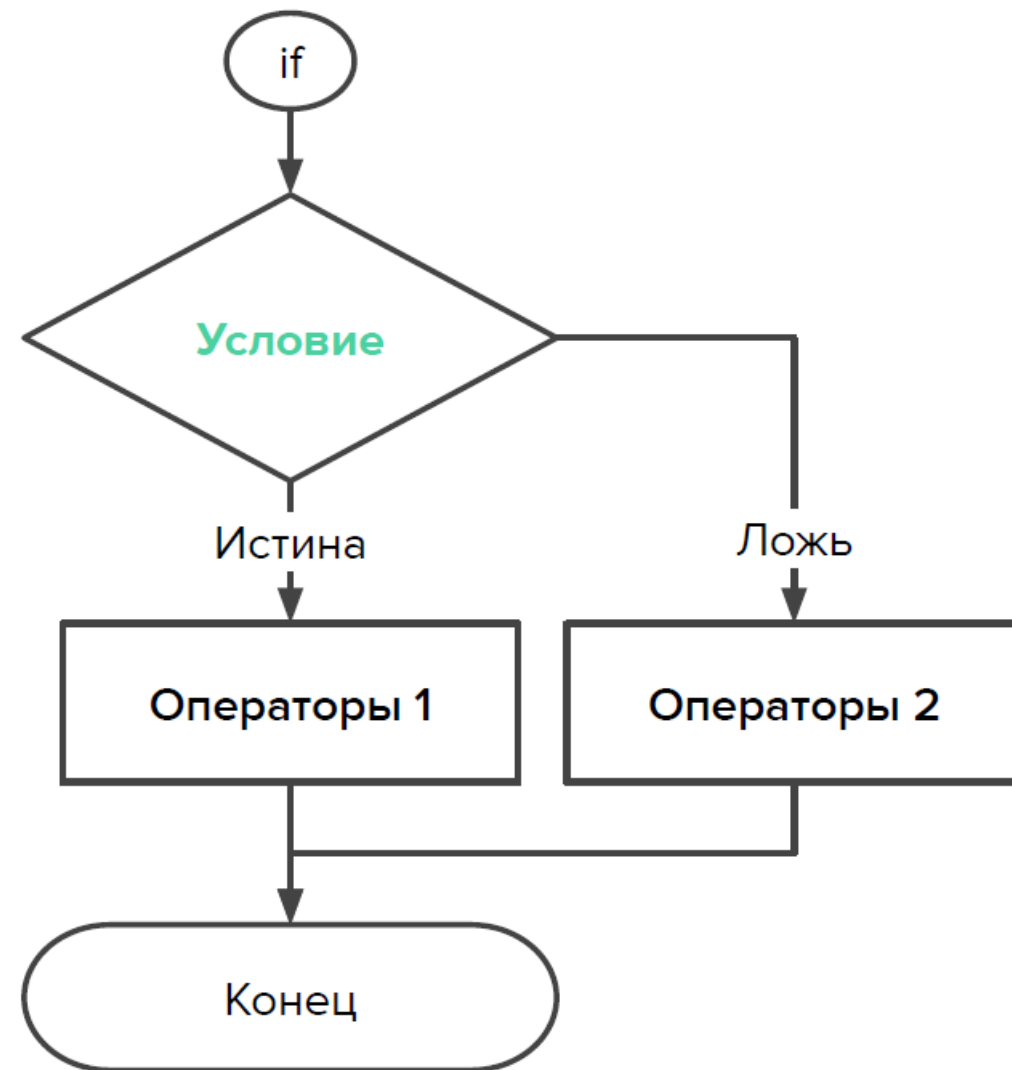 if
Условие
Истина
Ложь
Операторы 1
Операторы 2
Конец